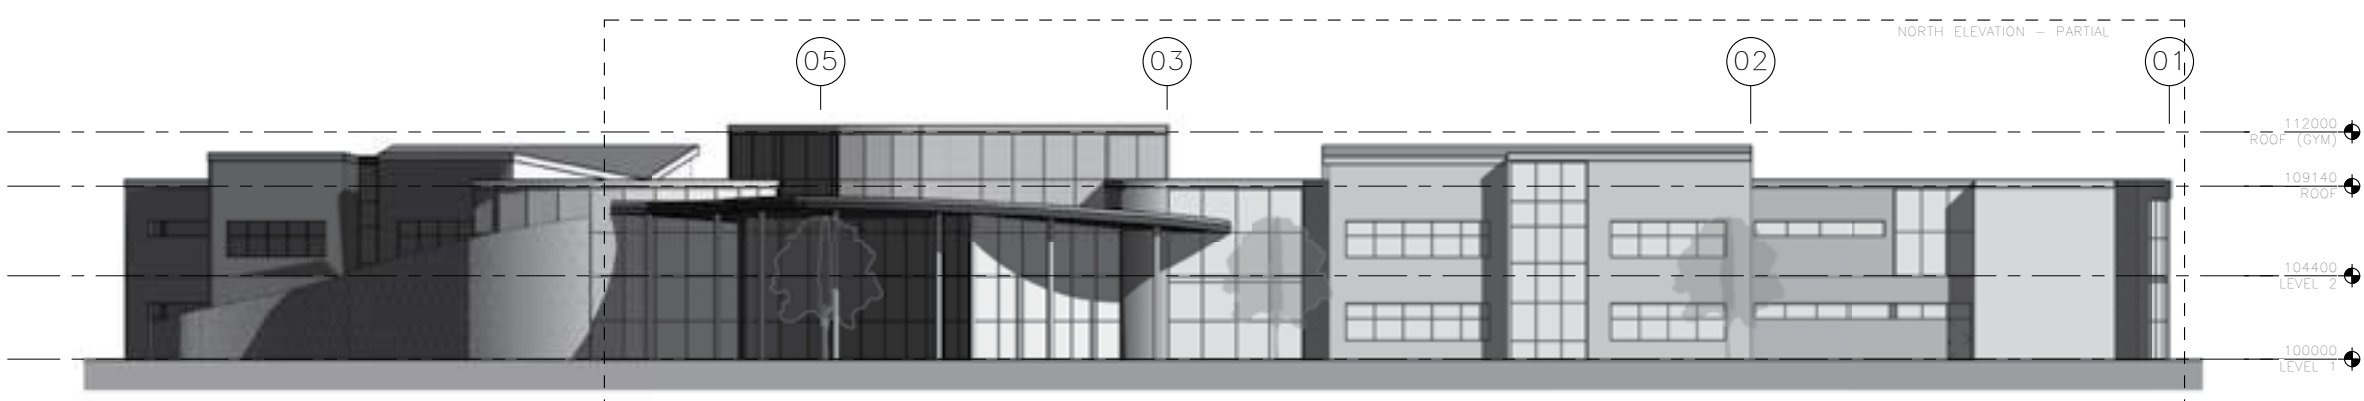 NORTH ELEVATION – PARTIAL
05
03
02
01
112000
ROOF (GYM)
109140
ROOF
104400
LEVEL 2
100000
LEVEL 1